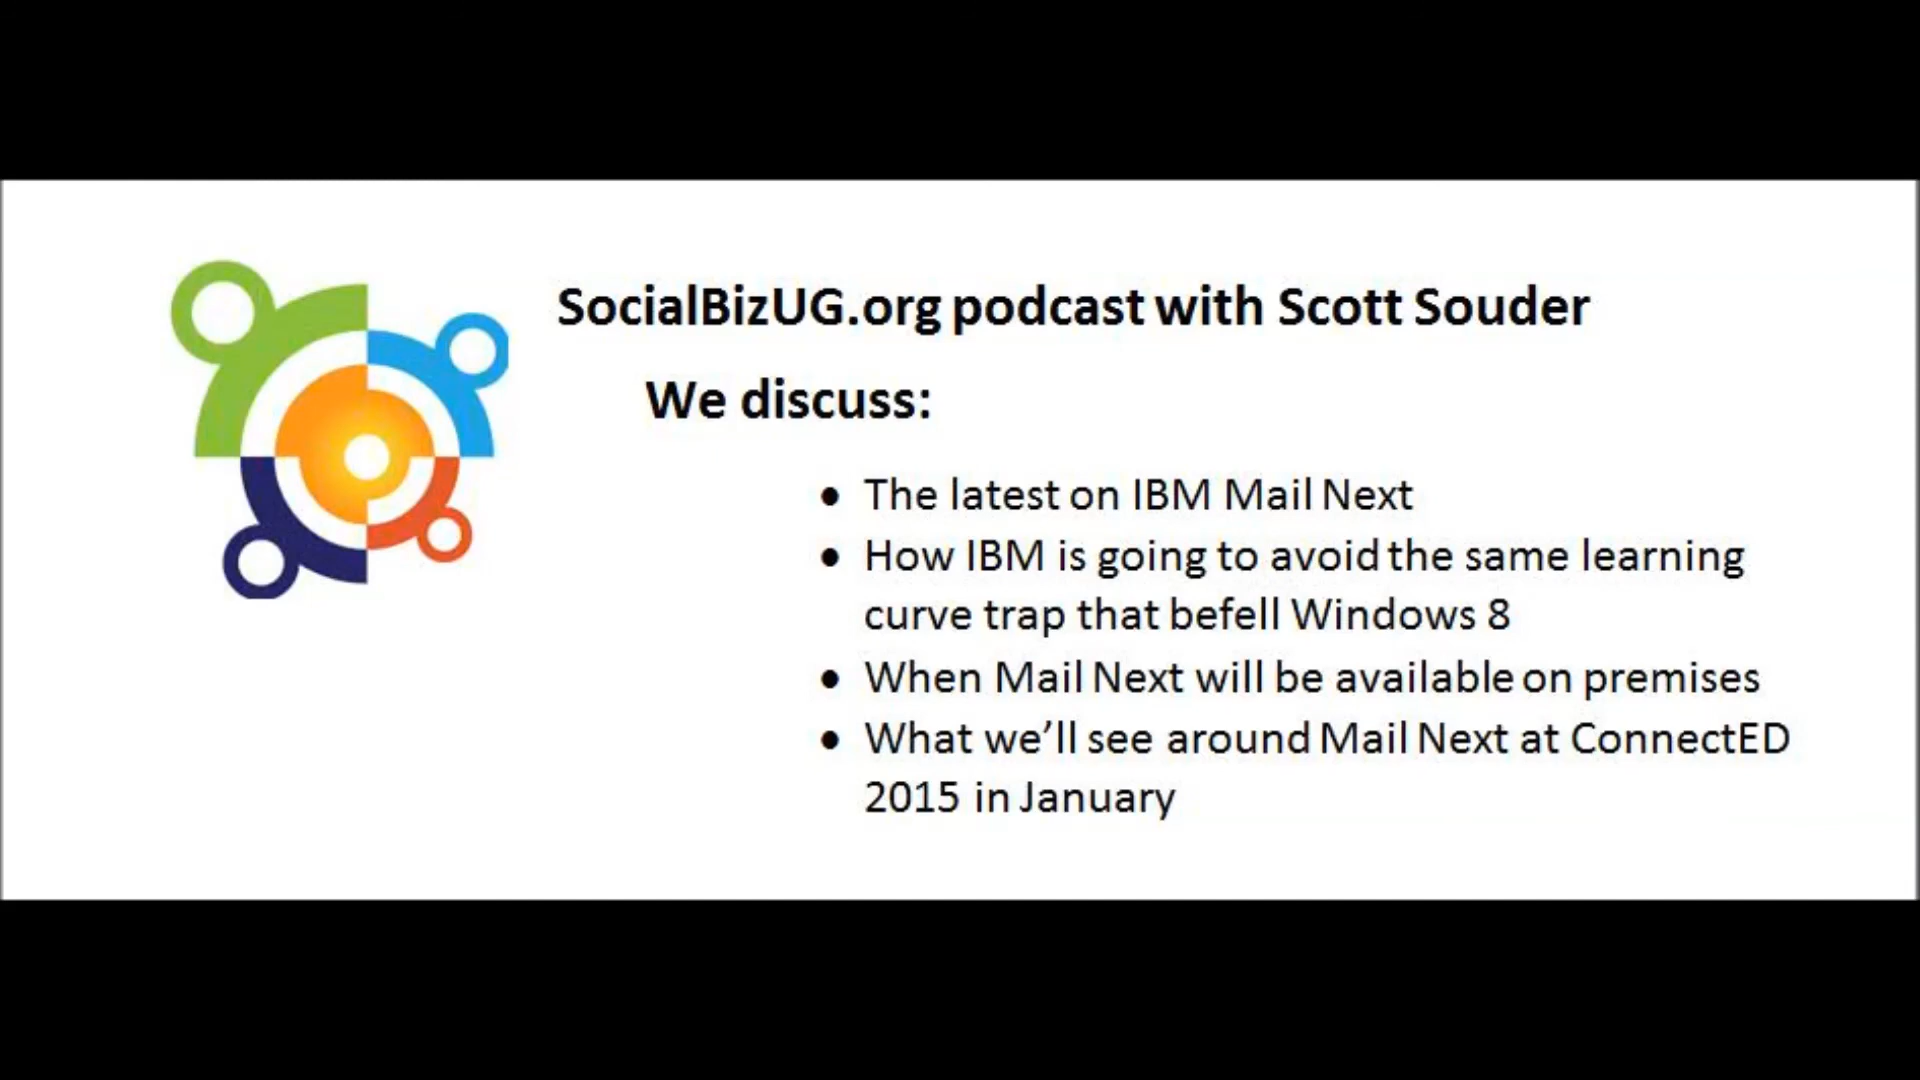 SocialBizUG.org podcast with Scott Souder
We discuss:
• The latest on IBM Mail Next
• How IBM is going to avoid the same learning
curve trap that befell Windows 8
• When Mail Next will be available on premises
• What we’ll see around Mail Next at ConnectED
2015 in January